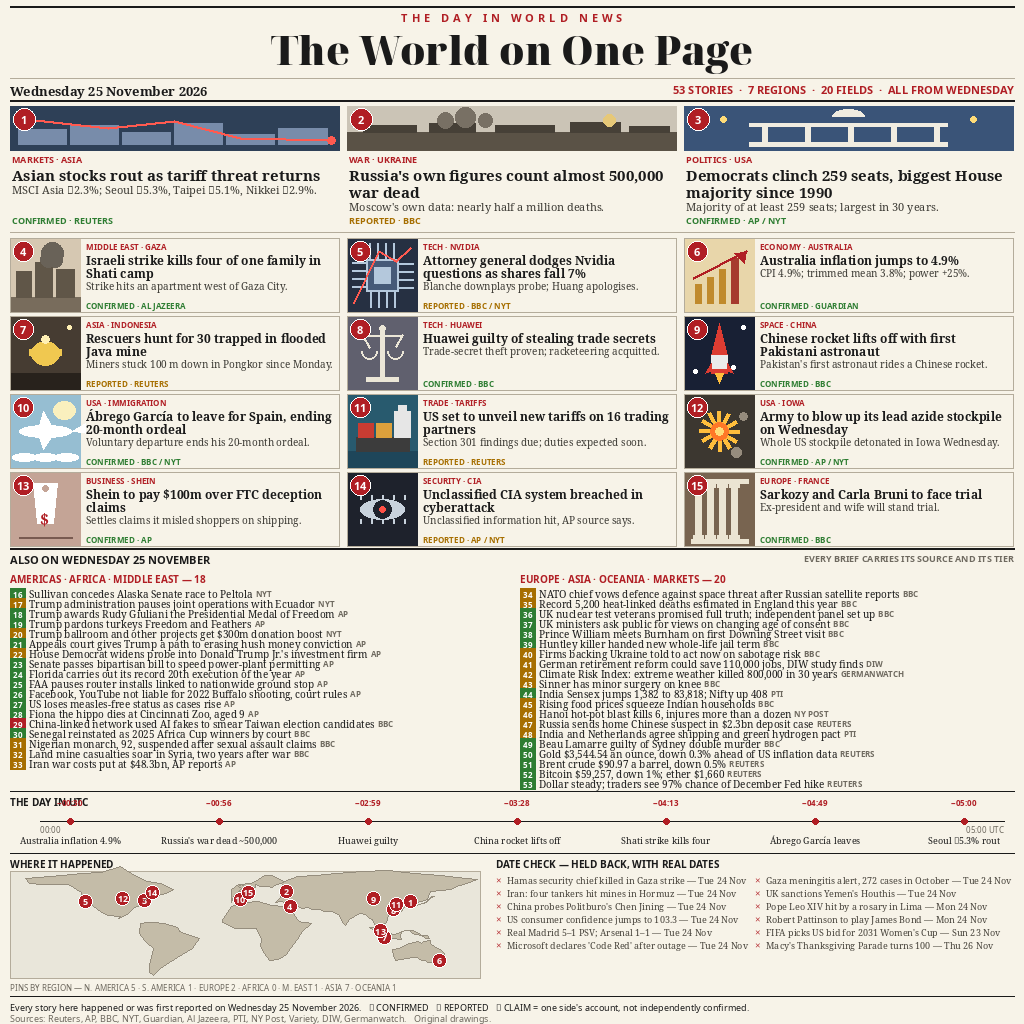 THE DAY IN WORLD NEWS
The World on One Page
Wednesday 25 November 2026
53 STORIES · 7 REGIONS · 20 FIELDS · ALL FROM WEDNESDAY
1
MARKETS · ASIA
Asian stocks rout as tariff threat returns
MSCI Asia ▯2.3%; Seoul ▯5.3%, Taipei ▯5.1%, Nikkei ▯2.9%.
CONFIRMED · REUTERS
2
WAR · UKRAINE
Russia's own figures count almost 500,000
war dead
Moscow's own data: nearly half a million deaths.
REPORTED · BBC
3
POLITICS · USA
Democrats clinch 259 seats, biggest House
majority since 1990
Majority of at least 259 seats; largest in 30 years.
CONFIRMED · AP / NYT
4
MIDDLE EAST · GAZA
Israeli strike kills four of one family in
Shati camp
Strike hits an apartment west of Gaza City.
CONFIRMED · AL JAZEERA
5
TECH · NVIDIA
Attorney general dodges Nvidia
questions as shares fall 7%
Blanche downplays probe; Huang apologises.
REPORTED · BBC / NYT
6
ECONOMY · AUSTRALIA
Australia inflation jumps to 4.9%
CPI 4.9%; trimmed mean 3.8%; power +25%.
CONFIRMED · GUARDIAN
7
ASIA · INDONESIA
Rescuers hunt for 30 trapped in flooded
Java mine
Miners stuck 100 m down in Pongkor since Monday.
REPORTED · REUTERS
8
TECH · HUAWEI
Huawei guilty of stealing trade secrets
Trade-secret theft proven; racketeering acquitted.
CONFIRMED · BBC
9
SPACE · CHINA
Chinese rocket lifts off with first
Pakistani astronaut
Pakistan's first astronaut rides a Chinese rocket.
CONFIRMED · BBC
10
USA · IMMIGRATION
Ábrego García to leave for Spain, ending
20-month ordeal
Voluntary departure ends his 20-month ordeal.
CONFIRMED · BBC / NYT
11
TRADE · TARIFFS
US set to unveil new tariffs on 16 trading
partners
Section 301 findings due; duties expected soon.
REPORTED · REUTERS
12
USA · IOWA
Army to blow up its lead azide stockpile
on Wednesday
Whole US stockpile detonated in Iowa Wednesday.
CONFIRMED · AP / NYT
13
$
BUSINESS · SHEIN
Shein to pay $100m over FTC deception
claims
Settles claims it misled shoppers on shipping.
CONFIRMED · AP
14
SECURITY · CIA
Unclassified CIA system breached in
cyberattack
Unclassified information hit, AP source says.
REPORTED · AP / NYT
15
EUROPE · FRANCE
Sarkozy and Carla Bruni to face trial
Ex-president and wife will stand trial.
CONFIRMED · BBC
ALSO ON WEDNESDAY 25 NOVEMBER
EVERY BRIEF CARRIES ITS SOURCE AND ITS TIER
AMERICAS · AFRICA · MIDDLE EAST — 18
16 Sullivan concedes Alaska Senate race to Peltola NYT
17 Trump administration pauses joint operations with Ecuador NYT
18 Trump awards Rudy Giuliani the Presidential Medal of Freedom AP
19 Trump pardons turkeys Freedom and Feathers AP
20 Trump ballroom and other projects get $300m donation boost NYT
21 Appeals court gives Trump a path to erasing hush money conviction AP
22 House Democrat widens probe into Donald Trump Jr.'s investment firm AP
23 Senate passes bipartisan bill to speed power-plant permitting AP
24 Florida carries out its record 20th execution of the year AP
25 FAA pauses router installs linked to nationwide ground stop AP
26 Facebook, YouTube not liable for 2022 Buffalo shooting, court rules AP
27 US loses measles-free status as cases rise AP
28 Fiona the hippo dies at Cincinnati Zoo, aged 9 AP
29 China-linked network used AI fakes to smear Taiwan election candidates BBC
30 Senegal reinstated as 2025 Africa Cup winners by court BBC
31 Nigerian monarch, 92, suspended after sexual assault claims BBC
32 Land mine casualties soar in Syria, two years after war BBC
33 Iran war costs put at $48.3bn, AP reports AP
EUROPE · ASIA · OCEANIA · MARKETS — 20
34 NATO chief vows defence against space threat after Russian satellite reports BBC
35 Record 5,200 heat-linked deaths estimated in England this year BBC
36 UK nuclear test veterans promised full truth; independent panel set up BBC
37 UK ministers ask public for views on changing age of consent BBC
38 Prince William meets Burnham on first Downing Street visit BBC
39 Huntley killer handed new whole-life jail term BBC
40 Firms backing Ukraine told to act now on sabotage risk BBC
41 German retirement reform could save 110,000 jobs, DIW study finds DIW
42 Climate Risk Index: extreme weather killed 800,000 in 30 years GERMANWATCH
43 Sinner has minor surgery on knee BBC
44 India Sensex jumps 1,382 to 83,818; Nifty up 408 PTI
45 Rising food prices squeeze Indian households BBC
46 Hanoi hot-pot blast kills 6, injures more than a dozen NY POST
47 Russia sends home Chinese suspect in $2.3bn deposit case REUTERS
48 India and Netherlands agree shipping and green hydrogen pact PTI
49 Beau Lamarre guilty of Sydney double murder BBC
50 Gold $3,544.54 an ounce, down 0.3% ahead of US inflation data REUTERS
51 Brent crude $90.97 a barrel, down 0.5% REUTERS
52 Bitcoin $59,257, down 1%; ether $1,660 REUTERS
53 Dollar steady; traders see 97% chance of December Fed hike REUTERS
THE DAY IN UTC
~00:56
~02:59
~03:28
~04:13
~04:49
~05:00
00:00
05:00 UTC
Australia inflation 4.9%
Russia's war dead ~500,000
Huawei guilty
China rocket lifts off
Shati strike kills four
Ábrego García leaves
Seoul ▯5.3% rout
WHERE IT HAPPENED
5
12
3
14
15
10
2
4
9
11
1
13
7
6
PINS BY REGION — N. AMERICA 5 · S. AMERICA 1 · EUROPE 2 · AFRICA 0 · M. EAST 1 · ASIA 7 · OCEANIA 1
DATE CHECK — HELD BACK, WITH REAL DATES
× Hamas security chief killed in Gaza strike — Tue 24 Nov
× Iran: four tankers hit mines in Hormuz — Tue 24 Nov
× China probes Politburo's Chen Jining — Tue 24 Nov
× US consumer confidence jumps to 103.3 — Tue 24 Nov
× Real Madrid 5–1 PSV; Arsenal 1–1 — Tue 24 Nov
× Microsoft declares 'Code Red' after outage — Tue 24 Nov
× Gaza meningitis alert, 272 cases in October — Tue 24 Nov
× UK sanctions Yemen's Houthis — Tue 24 Nov
× Pope Leo XIV hit by a rosary in Lima — Mon 24 Nov
× Robert Pattinson to play James Bond — Mon 24 Nov
× FIFA picks US bid for 2031 Women's Cup — Sun 23 Nov
× Macy's Thanksgiving Parade turns 100 — Thu 26 Nov
Every story here happened or was first reported on Wednesday 25 November 2026. ▯ CONFIRMED ▯ REPORTED ▯ CLAIM = one side's account, not independently confirmed.
Sources: Reuters, AP, BBC, NYT, Guardian, Al Jazeera, PTI, NY Post, Variety, DIW, Germanwatch. Original drawings.